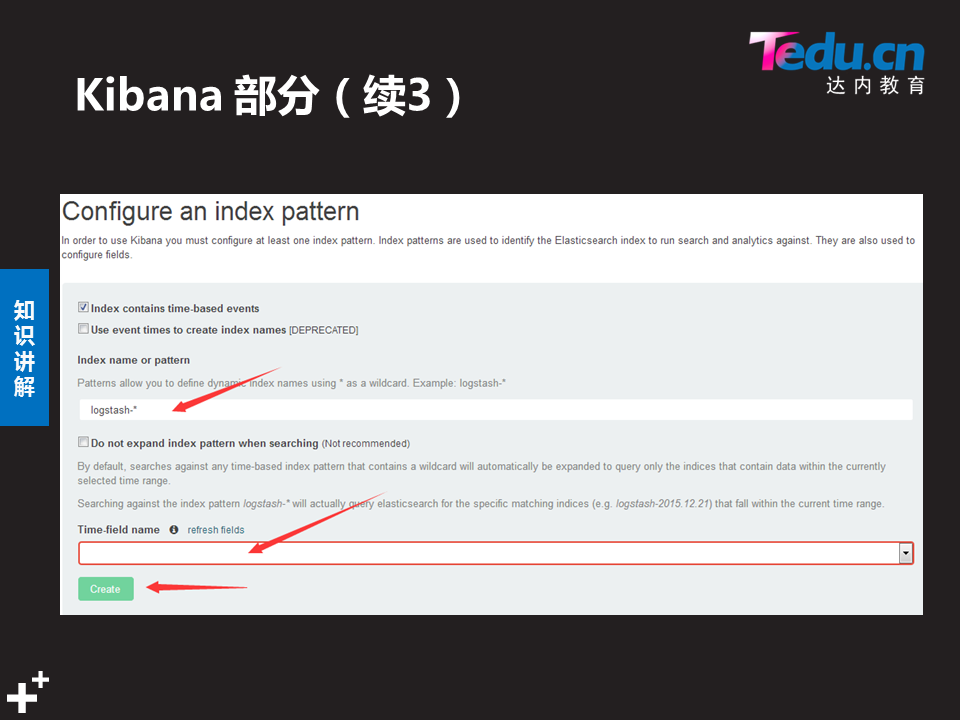 Tedu.cn
达内教育
Kibana部分（续3）
Configure an index pattern
In order to use Kibana you must configure at least one index pattern. Index patterns are used to identify the Elasticsearch index to run search and analytics against. They are also used to
configure fields.
Index contains time-based events
Use event times to create index names [DEPRECATED]
Index name or pattern
Patterns allow you to define dynamic index names using * as a wildcard. Example: logstash-*
logstash-*
Do not expand index pattern when searching (Not recommended)
By default, searches against any time-based index pattern that contains a wildcard will automatically be expanded to query only the indices that contain data within the currently
selected time range.
Searching against the index pattern logstash-* will actually query elasticsearch for the specific matching indices (e.g. logstash-2015.12.21) that fall within the current time range.
Time-field name refresh fields
Create
知
识
讲
解